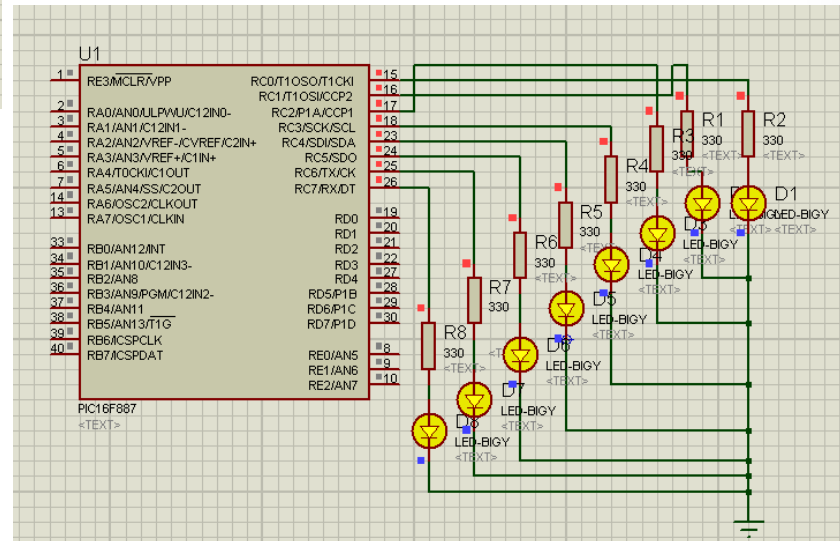 U1
1 RE3/MCLR/VPP
2 RA0/AN0/ULPWU/C12IN0-
3 RA1/AN1/C12IN1-
4 RA2/AN2/VREF-/CVREF/C2IN+
5 RA3/AN3/VREF+/C1IN+
6 RA4/T0CKI/C1OUT
7 RA5/AN4/SS/C2OUT
14 RA6/OSC2/CLKOUT
13 RA7/OSC1/CLKIN
33 RB0/AN12/INT
34 RB1/AN10/C12IN3-
35 RB2/AN8
36 RB3/AN9/PGM/C12IN2-
37 RB4/AN11
38 RB5/AN13/T1G
39 RB6/ICSPCLK
40 RB7/ICSPDAT
RC0/T1OSO/T1CKI 15
RC1/T1OSI/CCP2 16
RC2/P1A/CCP1 17
RC3/SCK/SCL 18
RC4/SDI/SDA 23
RC5/SDO 24
RC6/TX/CK 25
RC7/RX/DT 26
RD0 19
RD1 20
RD2 21
RD3 22
RD4 27
RD5/P1B 28
RD6/P1C 29
RD7/P1D 30
RE0/AN5 8
RE1/AN6 9
RE2/AN7 10
PIC16F887
<TEXT>
R8
330
<TEXT>
D8
LED-BIGY
<TEXT>
R7
330
<TEXT>
D7
LED-BIGY
<TEXT>
R6
330
<TEXT>
D6
LED-BIGY
<TEXT>
R5
330
<TEXT>
D5
LED-BIGY
<TEXT>
R4
330
<TEXT>
D4
LED-BIGY
<TEXT>
R3
330
<TEXT>
D3
LED-BIGY
<TEXT>
R1
330
<TEXT>
R2
330
<TEXT>
D1
LED-BIGY
<TEXT>